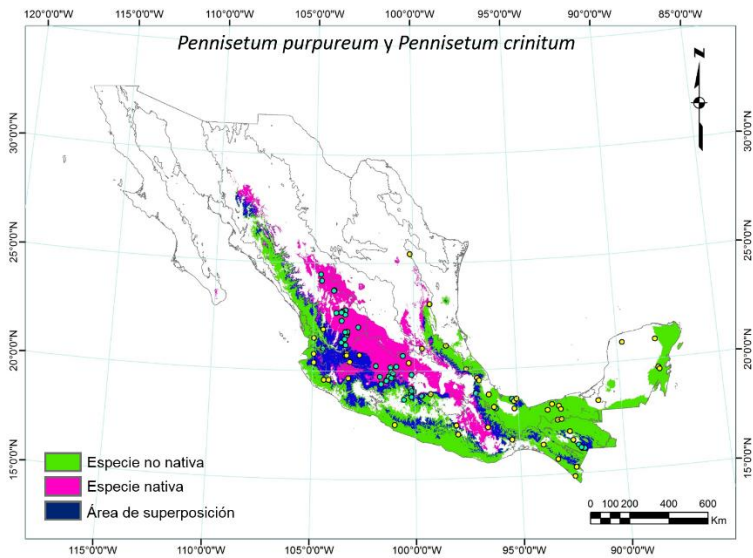 120°0'0"W 115°0'0"W 110°0'0"W 105°0'0"W 100°0'0"W 95°0'0"W 90°0'0"W 85°0'0"W
Pennisetum purpureum y Pennisetum crinitum
N
30°0'0"N 30°0'0"N
25°0'0"N 25°0'0"N
20°0'0"N 20°0'0"N
15°0'0"N 15°0'0"N
Especie no nativa
Especie nativa
Área de superposición
0 100 200 400 600
Km
115°0'0"W 110°0'0"W 105°0'0"W 100°0'0"W 95°0'0"W 90°0'0"W